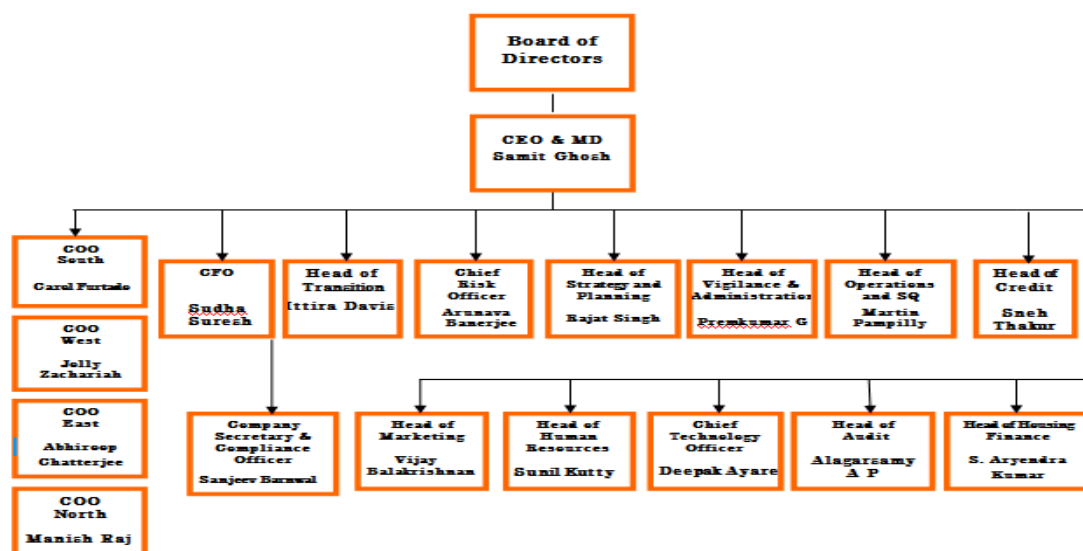 Board of
Directors
CEO & MD
Samit Ghosh
COO
South
Carol Furtado
CFO
Sudha
Suresh
Head of
Transition
Ittira Davis
Chief
Risk
Officer
Arunava
Banerjee
Head of
Strategy and
Planning
Rajat Singh
Head of
Vigilance &
Administration
Premkumar G
Head of
Operations
and SQ
Martin
Pampilly
Head of
Credit
Sneh
Thakur
COO
West
Jolly
Zachariah
COO
East
Abhiroop
Chatterjee
COO
North
Manish Raj
Company
Secretary &
Compliance
Officer
Sanjeev Barnwal
Head of
Marketing
Vijay
Balakrishnan
Head of
Human
Resources
Sunil Kutty
Chief
Technology
Officer
Deepak Ayare
Head of
Audit
Alagarsamy
A P
Head of Housing
Finance
S. Aryendra
Kumar